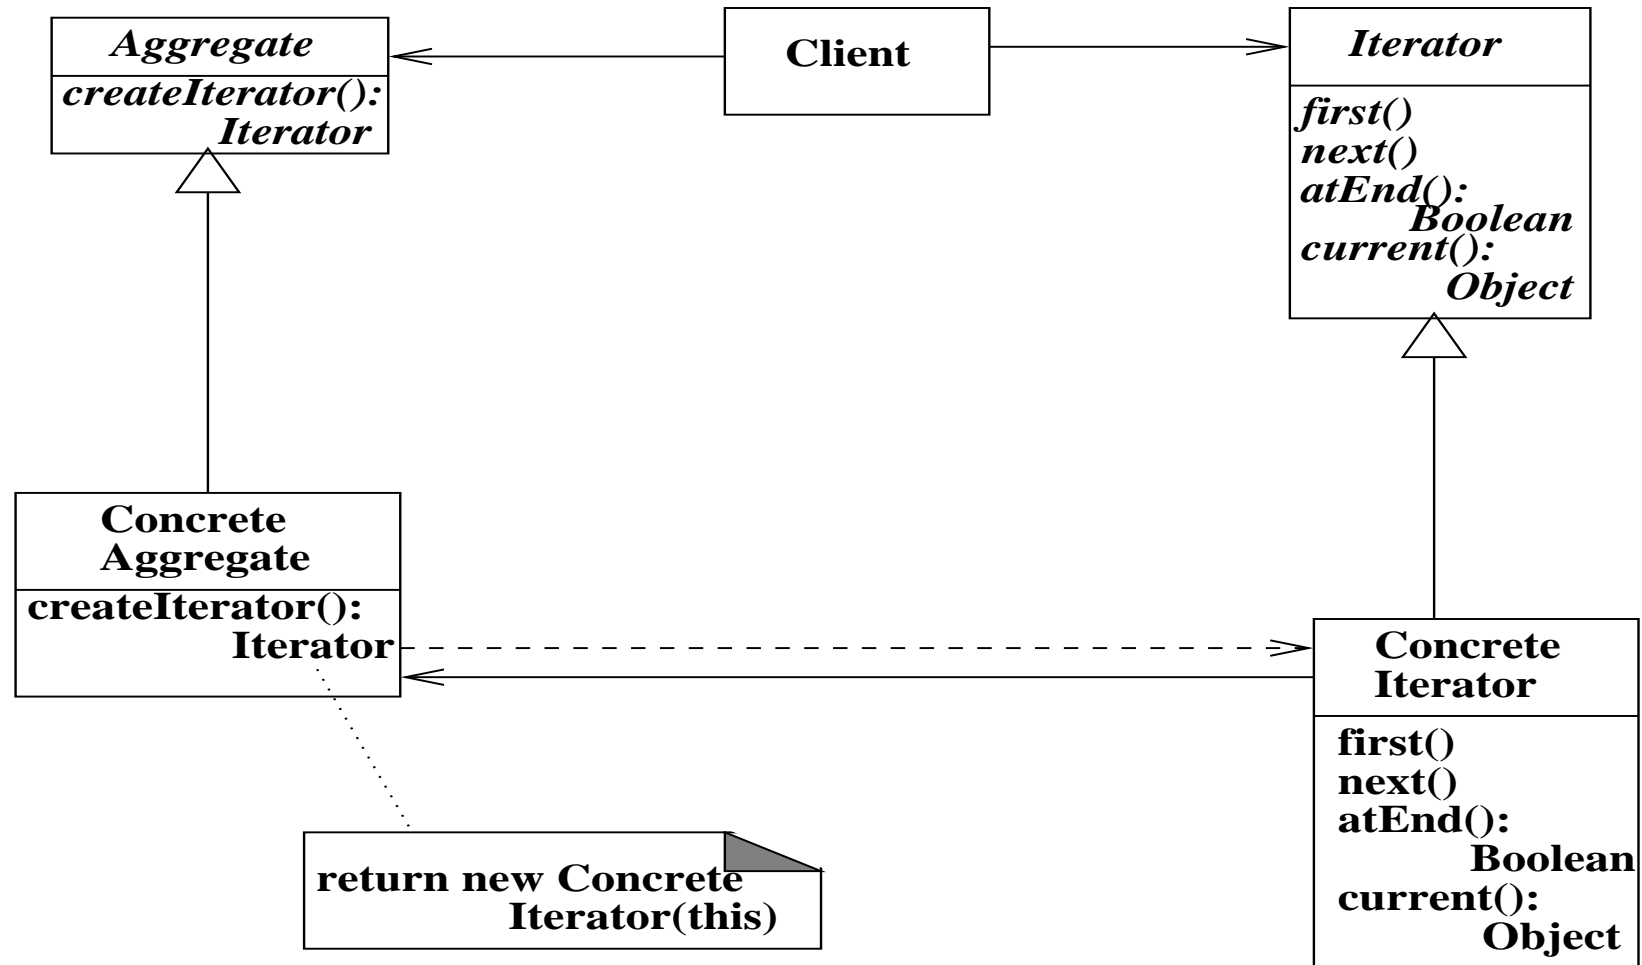 Aggregate
createIterator():
Iterator
Client
Iterator
first()
next()
atEnd():
Boolean
current():
Object
Concrete
Aggregate
createIterator():
Iterator
Concrete
Iterator
first()
next()
atEnd():
Boolean
current():
Object
return new Concrete
Iterator(this)